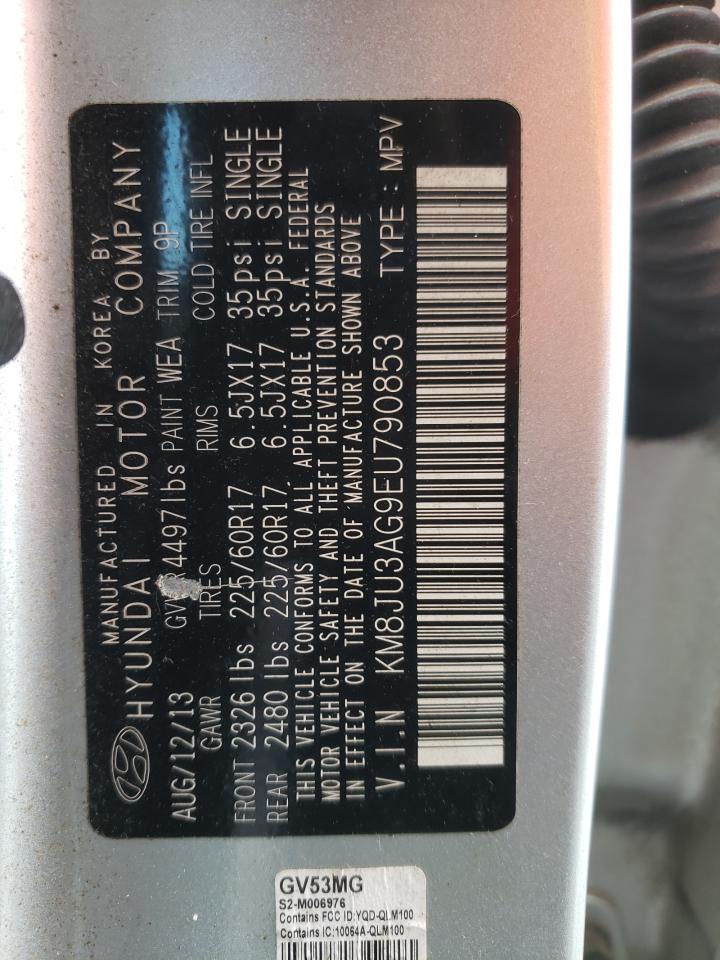 MANUFACTURED IN KOREA BY
HYUNDAI MOTOR COMPANY
AUG/12/13 GVWR 4497lbs PAINT WEA TRIM 9P
GAWR TIRES RIMS COLD TIRE INFL
FRONT 2326 lbs 225/60R17 6.5JX17 35psi SINGLE
REAR 2480 lbs 225/60R17 6.5JX17 35psi SINGLE
THIS VEHICLE CONFORMS TO ALL APPLICABLE U.S.A. FEDERAL
MOTOR VEHICLE SAFETY AND THEFT PREVENTION STANDARDS
IN EFFECT ON THE DATE OF MANUFACTURE SHOWN ABOVE
V.I.N KM8JU3AG9EU790853 TYPE : MPV
GV53MG
S2-M006976
Contains FCC ID:YQD-QLM100
Contains IC:10064A-QLM100